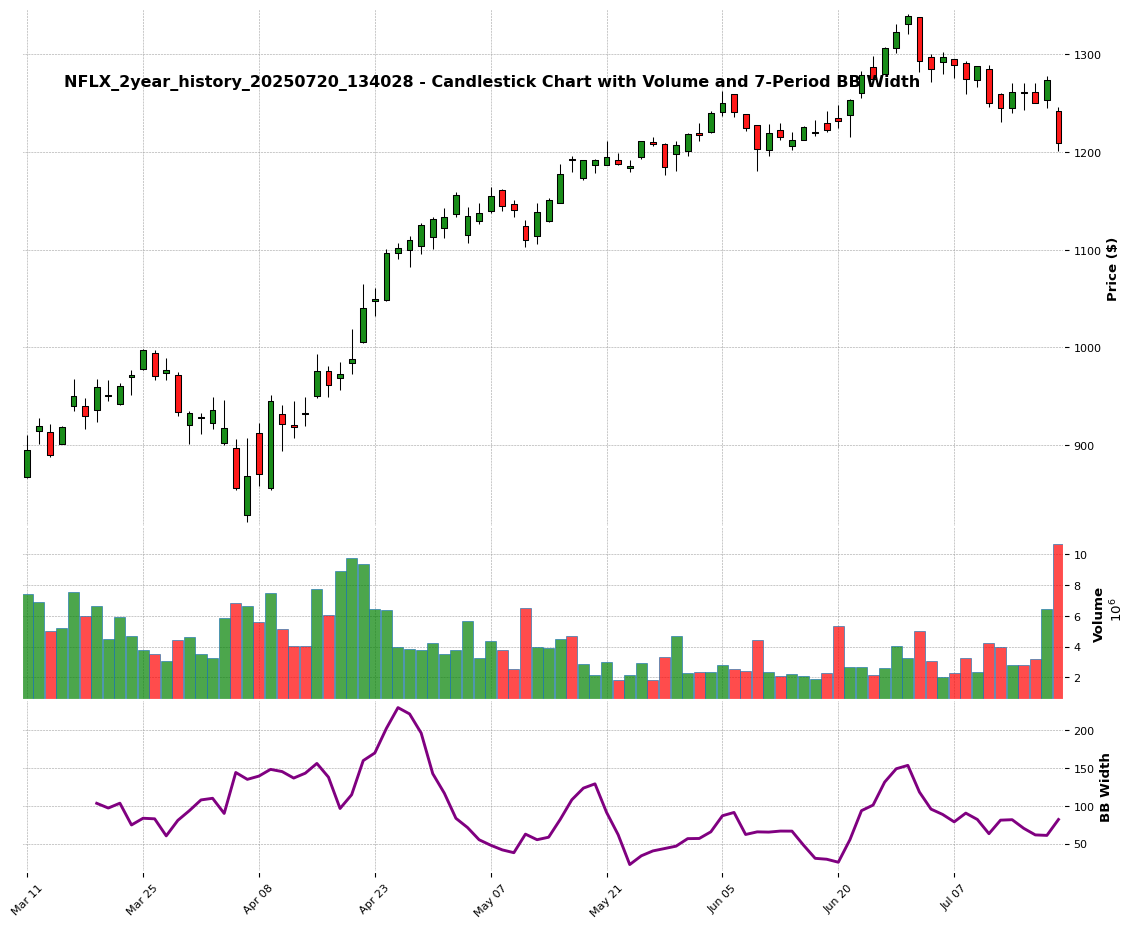 NFLX_2year_history_20250720_134028 - Candlestick Chart with Volume and 7-Period BB Width
1300
1200
1100
1000
900
Price ($)
10
8
6
4
2
Volume
10^6
200
150
100
50
BB Width
Mar 11
Mar 25
Apr 08
Apr 23
May 07
May 21
Jun 05
Jun 20
Jul 07